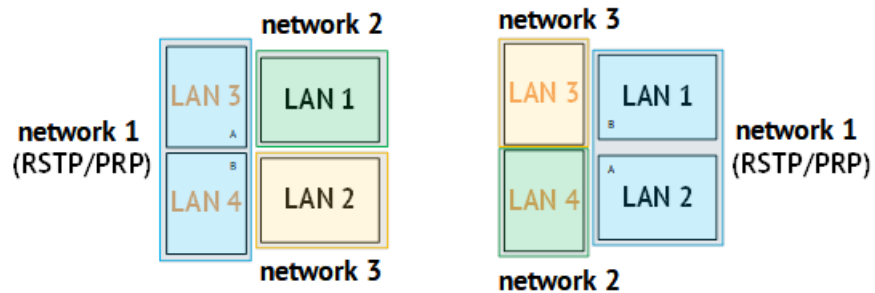 network 2
LAN 3
A
LAN 1
network 1
(RSTP/PRP)
B
LAN 4
LAN 2
network 3
network 3
LAN 3
LAN 1
B
network 1
(RSTP/PRP)
A
LAN 4
LAN 2
network 2